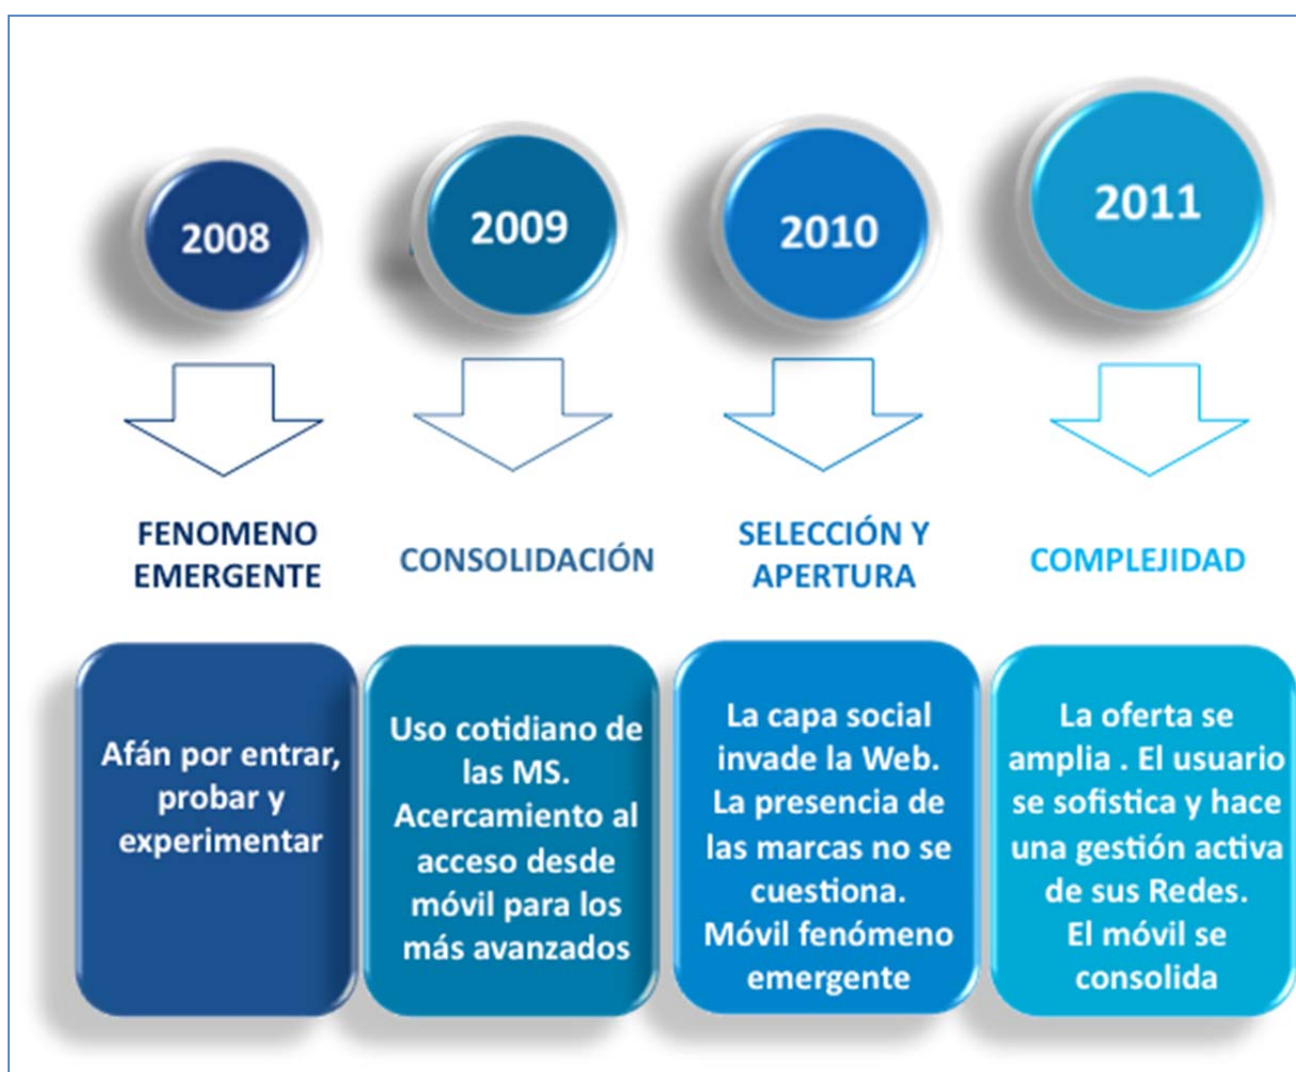 2008
2009
2010
2011
FENOMENO
EMERGENTE
CONSOLIDACIÓN
SELECCIÓN Y
APERTURA
COMPLEJIDAD
Afán por entrar,
probar y
experimentar
Uso cotidiano de
las MS.
Acercamiento al
acceso desde
móvil para los
más avanzados
La capa social
invade la Web.
La presencia de
las marcas no se
cuestiona.
Móvil fenómeno
emergente
La oferta se
amplia . El usuario
se sofistica y hace
una gestión activa
de sus Redes.
El móvil se
consolida